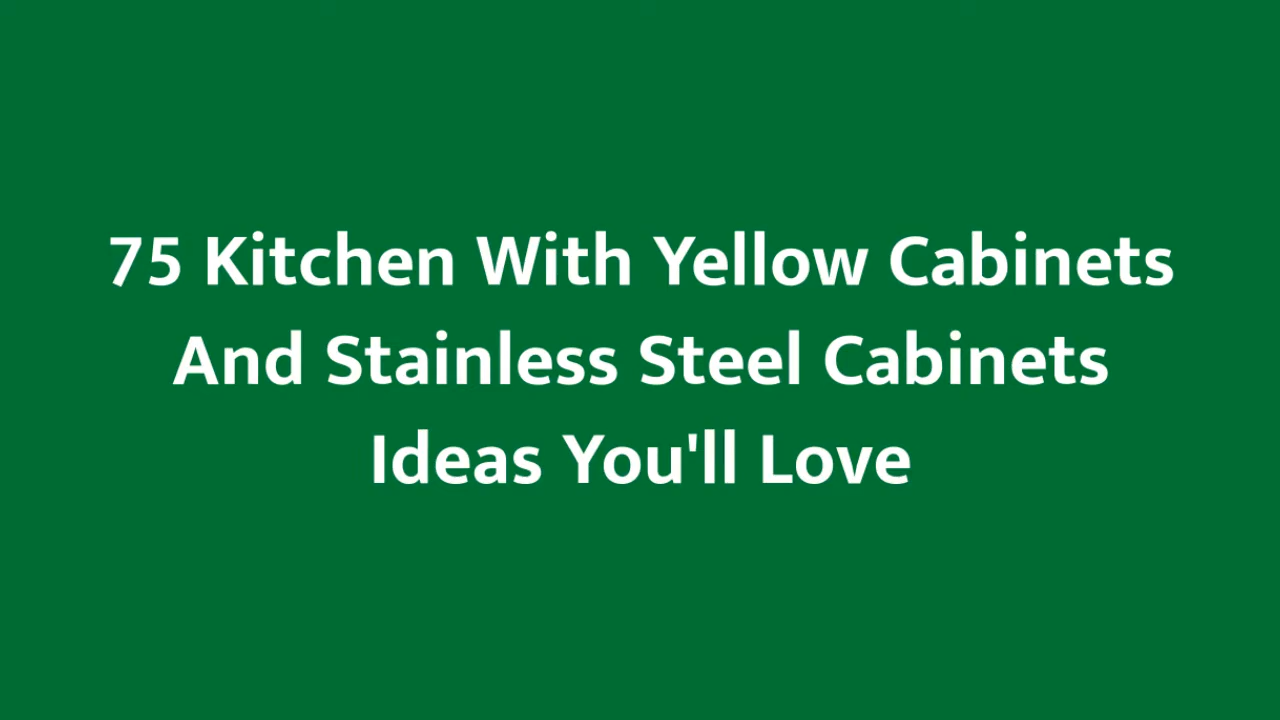 75 Kitchen With Yellow Cabinets
And Stainless Steel Cabinets
Ideas You'll Love